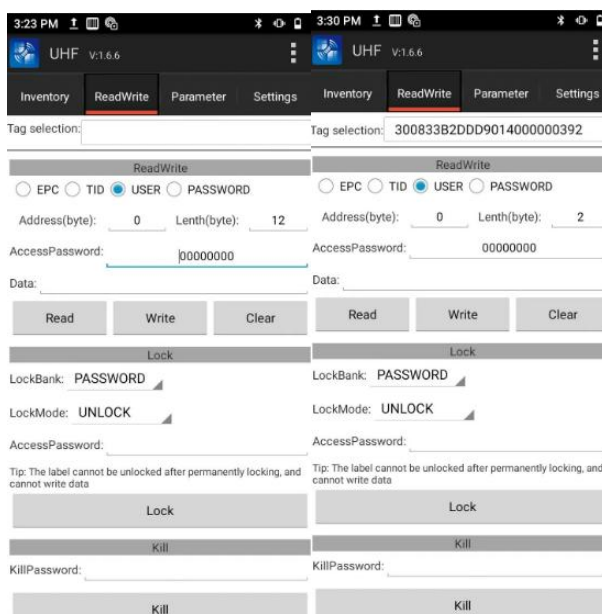 3:23 PM
UHF V:1.6.6
Inventory ReadWrite Parameter Settings
Tag selection:
ReadWrite
EPC TID USER PASSWORD
Address(byte): 0 Lenth(byte): 12
AccessPassword: 00000000
Data:
Read Write Clear
Lock
LockBank: PASSWORD
LockMode: UNLOCK
AccessPassword:
Tip: The label cannot be unlocked after permanently locking, and
cannot write data
Lock
Kill
KillPassword:
Kill
3:30 PM
UHF V:1.6.6
Inventory ReadWrite Parameter Settings
Tag selection: 300833B2DDD9014000000392
ReadWrite
EPC TID USER PASSWORD
Address(byte): 0 Lenth(byte): 2
AccessPassword: 00000000
Data:
Read Write Clear
Lock
LockBank: PASSWORD
LockMode: UNLOCK
AccessPassword:
Tip: The label cannot be unlocked after permanently locking, and
cannot write data
Lock
Kill
KillPassword:
Kill